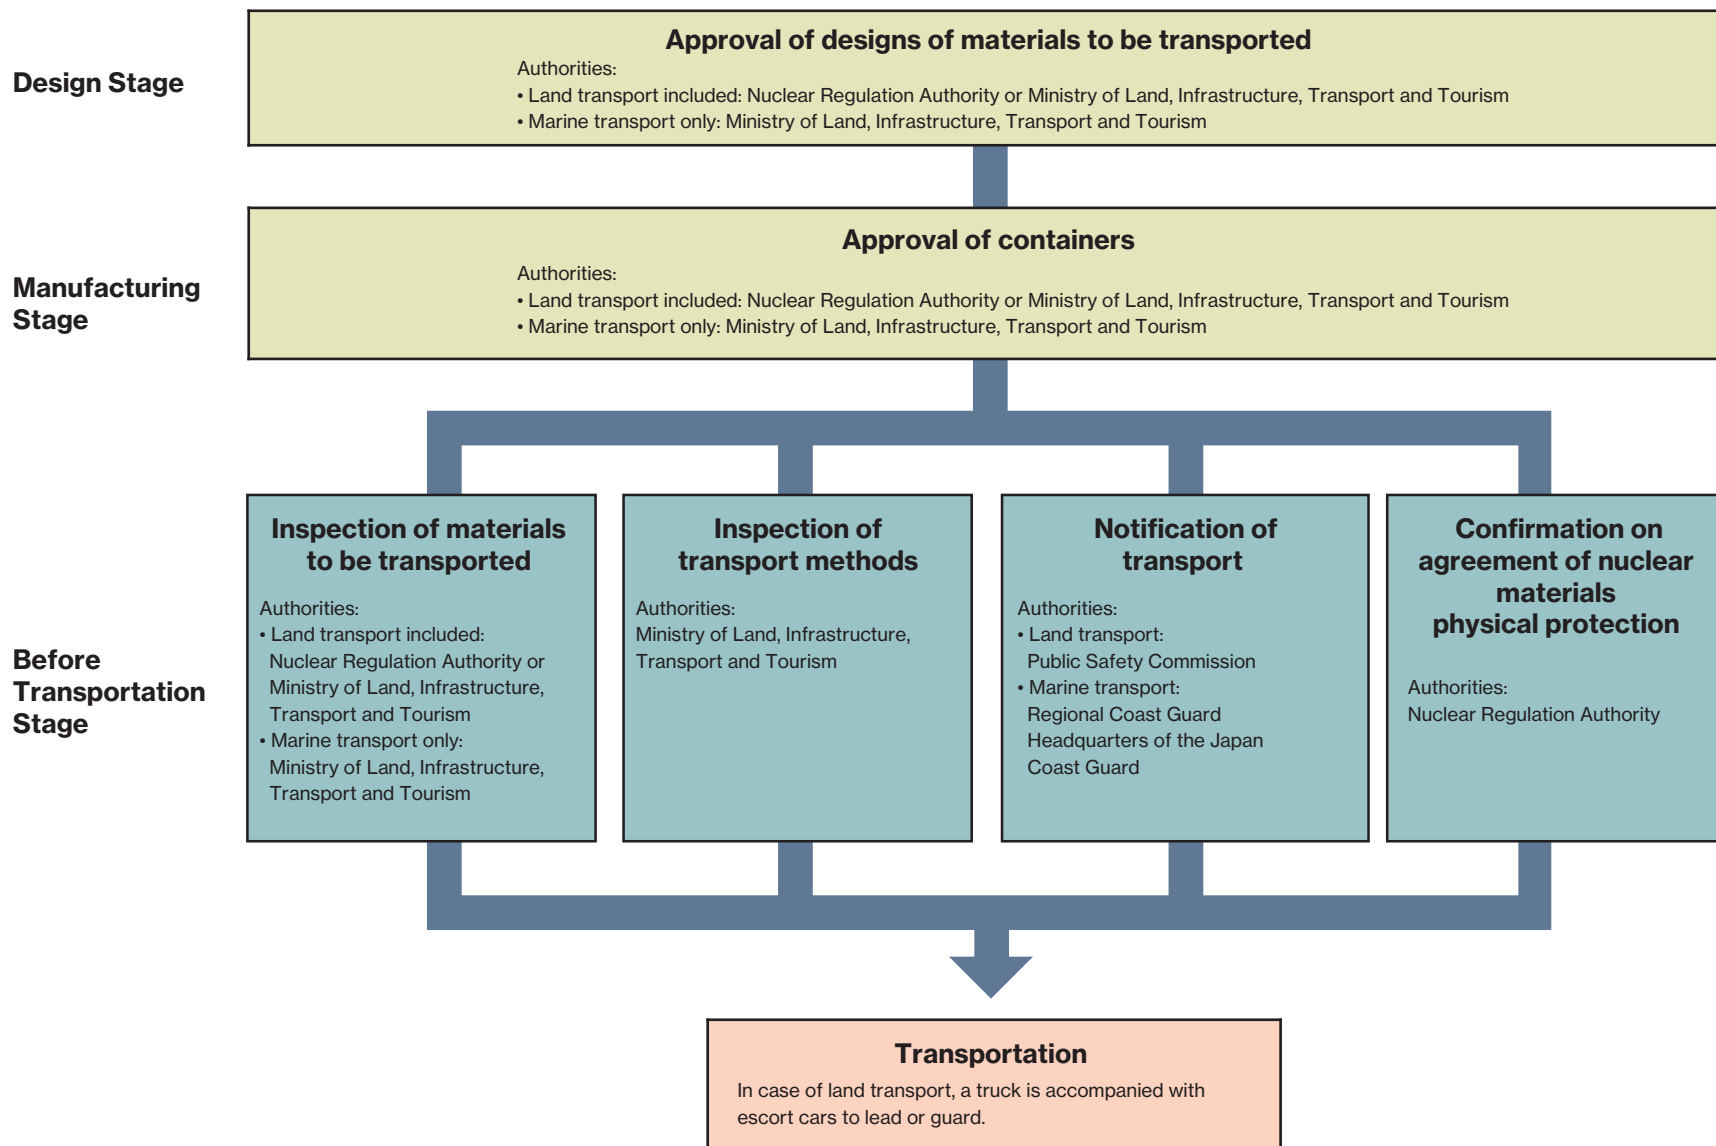 Design Stage
Approval of designs of materials to be transported
Authorities:
• Land transport included: Nuclear Regulation Authority or Ministry of Land, Infrastructure, Transport and Tourism
• Marine transport only: Ministry of Land, Infrastructure, Transport and Tourism
Manufacturing
Stage
Approval of containers
Authorities:
• Land transport included: Nuclear Regulation Authority or Ministry of Land, Infrastructure, Transport and Tourism
• Marine transport only: Ministry of Land, Infrastructure, Transport and Tourism
Before
Transportation
Stage
Inspection of materials
to be transported
Authorities:
• Land transport included:
Nuclear Regulation Authority or
Ministry of Land, Infrastructure,
Transport and Tourism
• Marine transport only:
Ministry of Land, Infrastructure,
Transport and Tourism
Inspection of
transport methods
Authorities:
Ministry of Land, Infrastructure,
Transport and Tourism
Notification of
transport
Authorities:
• Land transport:
Public Safety Commission
• Marine transport:
Regional Coast Guard
Headquarters of the Japan
Coast Guard
Confirmation on
agreement of nuclear
materials
physical protection
Authorities:
Nuclear Regulation Authority
Transportation
In case of land transport, a truck is accompanied with
escort cars to lead or guard.